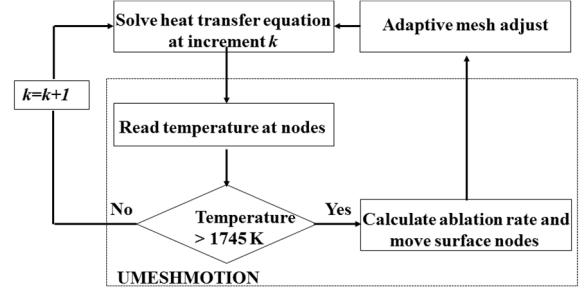 Solve heat transfer equation
at increment k
Adaptive mesh adjust
k=k+1
Read temperature at nodes
No
Temperature
> 1745 K
Yes
Calculate ablation rate and
move surface nodes
UMESHMOTION